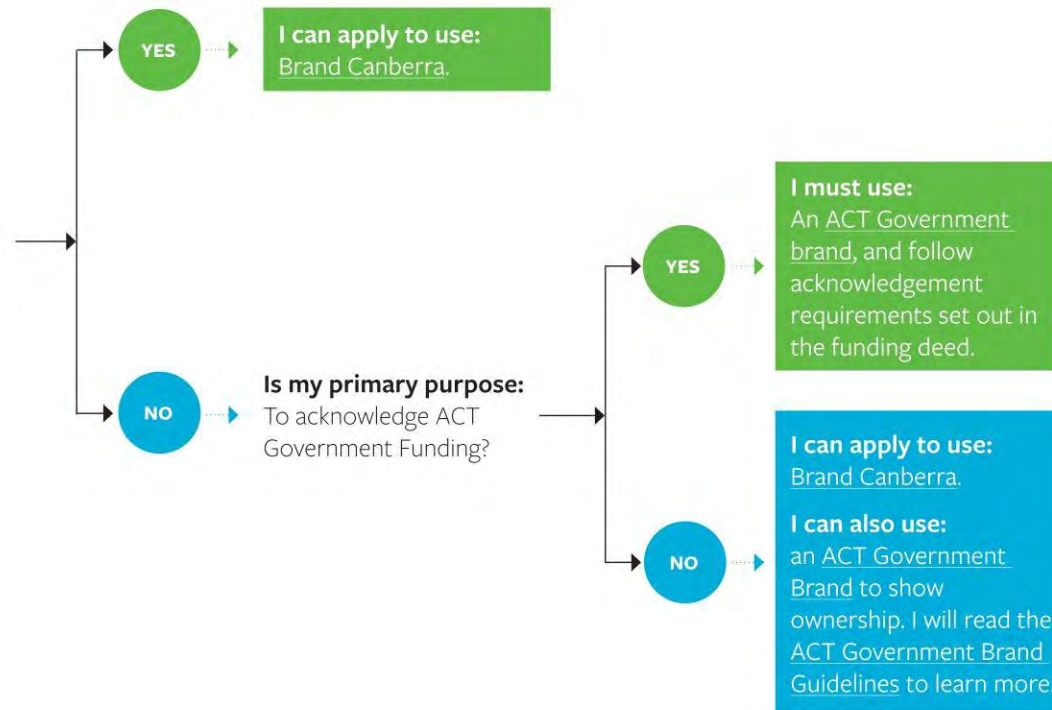 YES
I can apply to use:
Brand Canberra.
NO
Is my primary purpose:
To acknowledge ACT
Government Funding?
YES
I must use:
An ACT Government
brand, and follow
acknowledgement
requirements set out in
the funding deed.
NO
I can apply to use:
Brand Canberra.
I can also use:
an ACT Government
Brand to show
ownership. I will read the
ACT Government Brand
Guidelines to learn more.